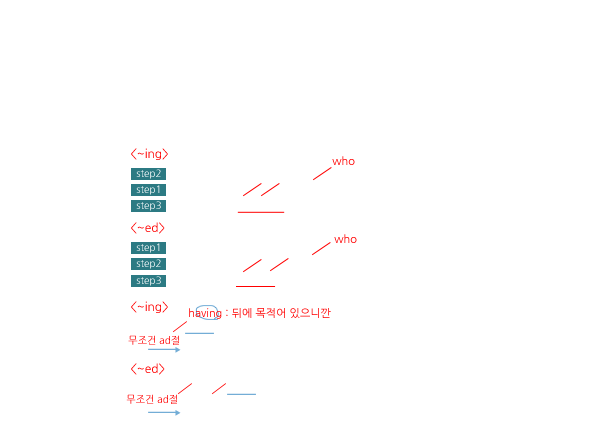 <~ing>
who
step2
step1
step3
<~ed>
who
step1
step2
step3
<~ing>
having : 뒤에 목적어 있으니깐
무조건 ad절
<~ed>
무조건 ad절